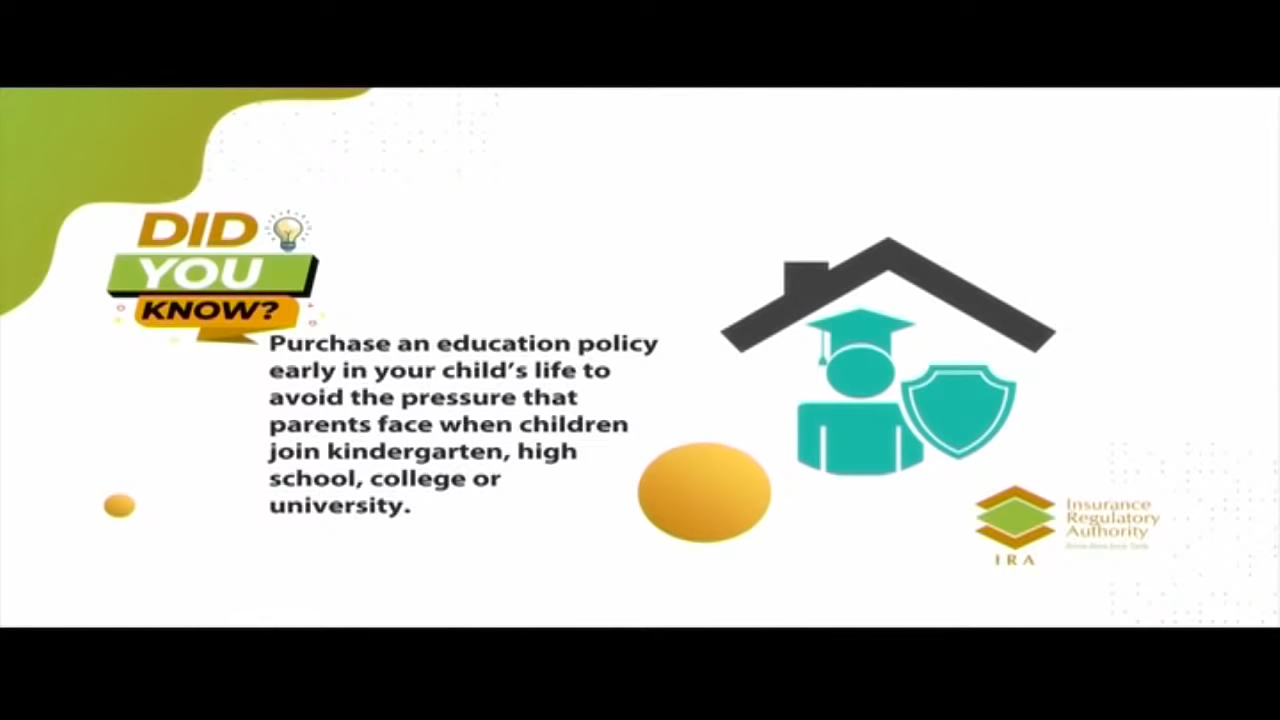 DID
YOU
KNOW?
Purchase an education policy
early in your child's life to
avoid the pressure that
parents face when children
join kindergarten, high
school, college or
university.
Insurance
Regulatory
Authority
IRA